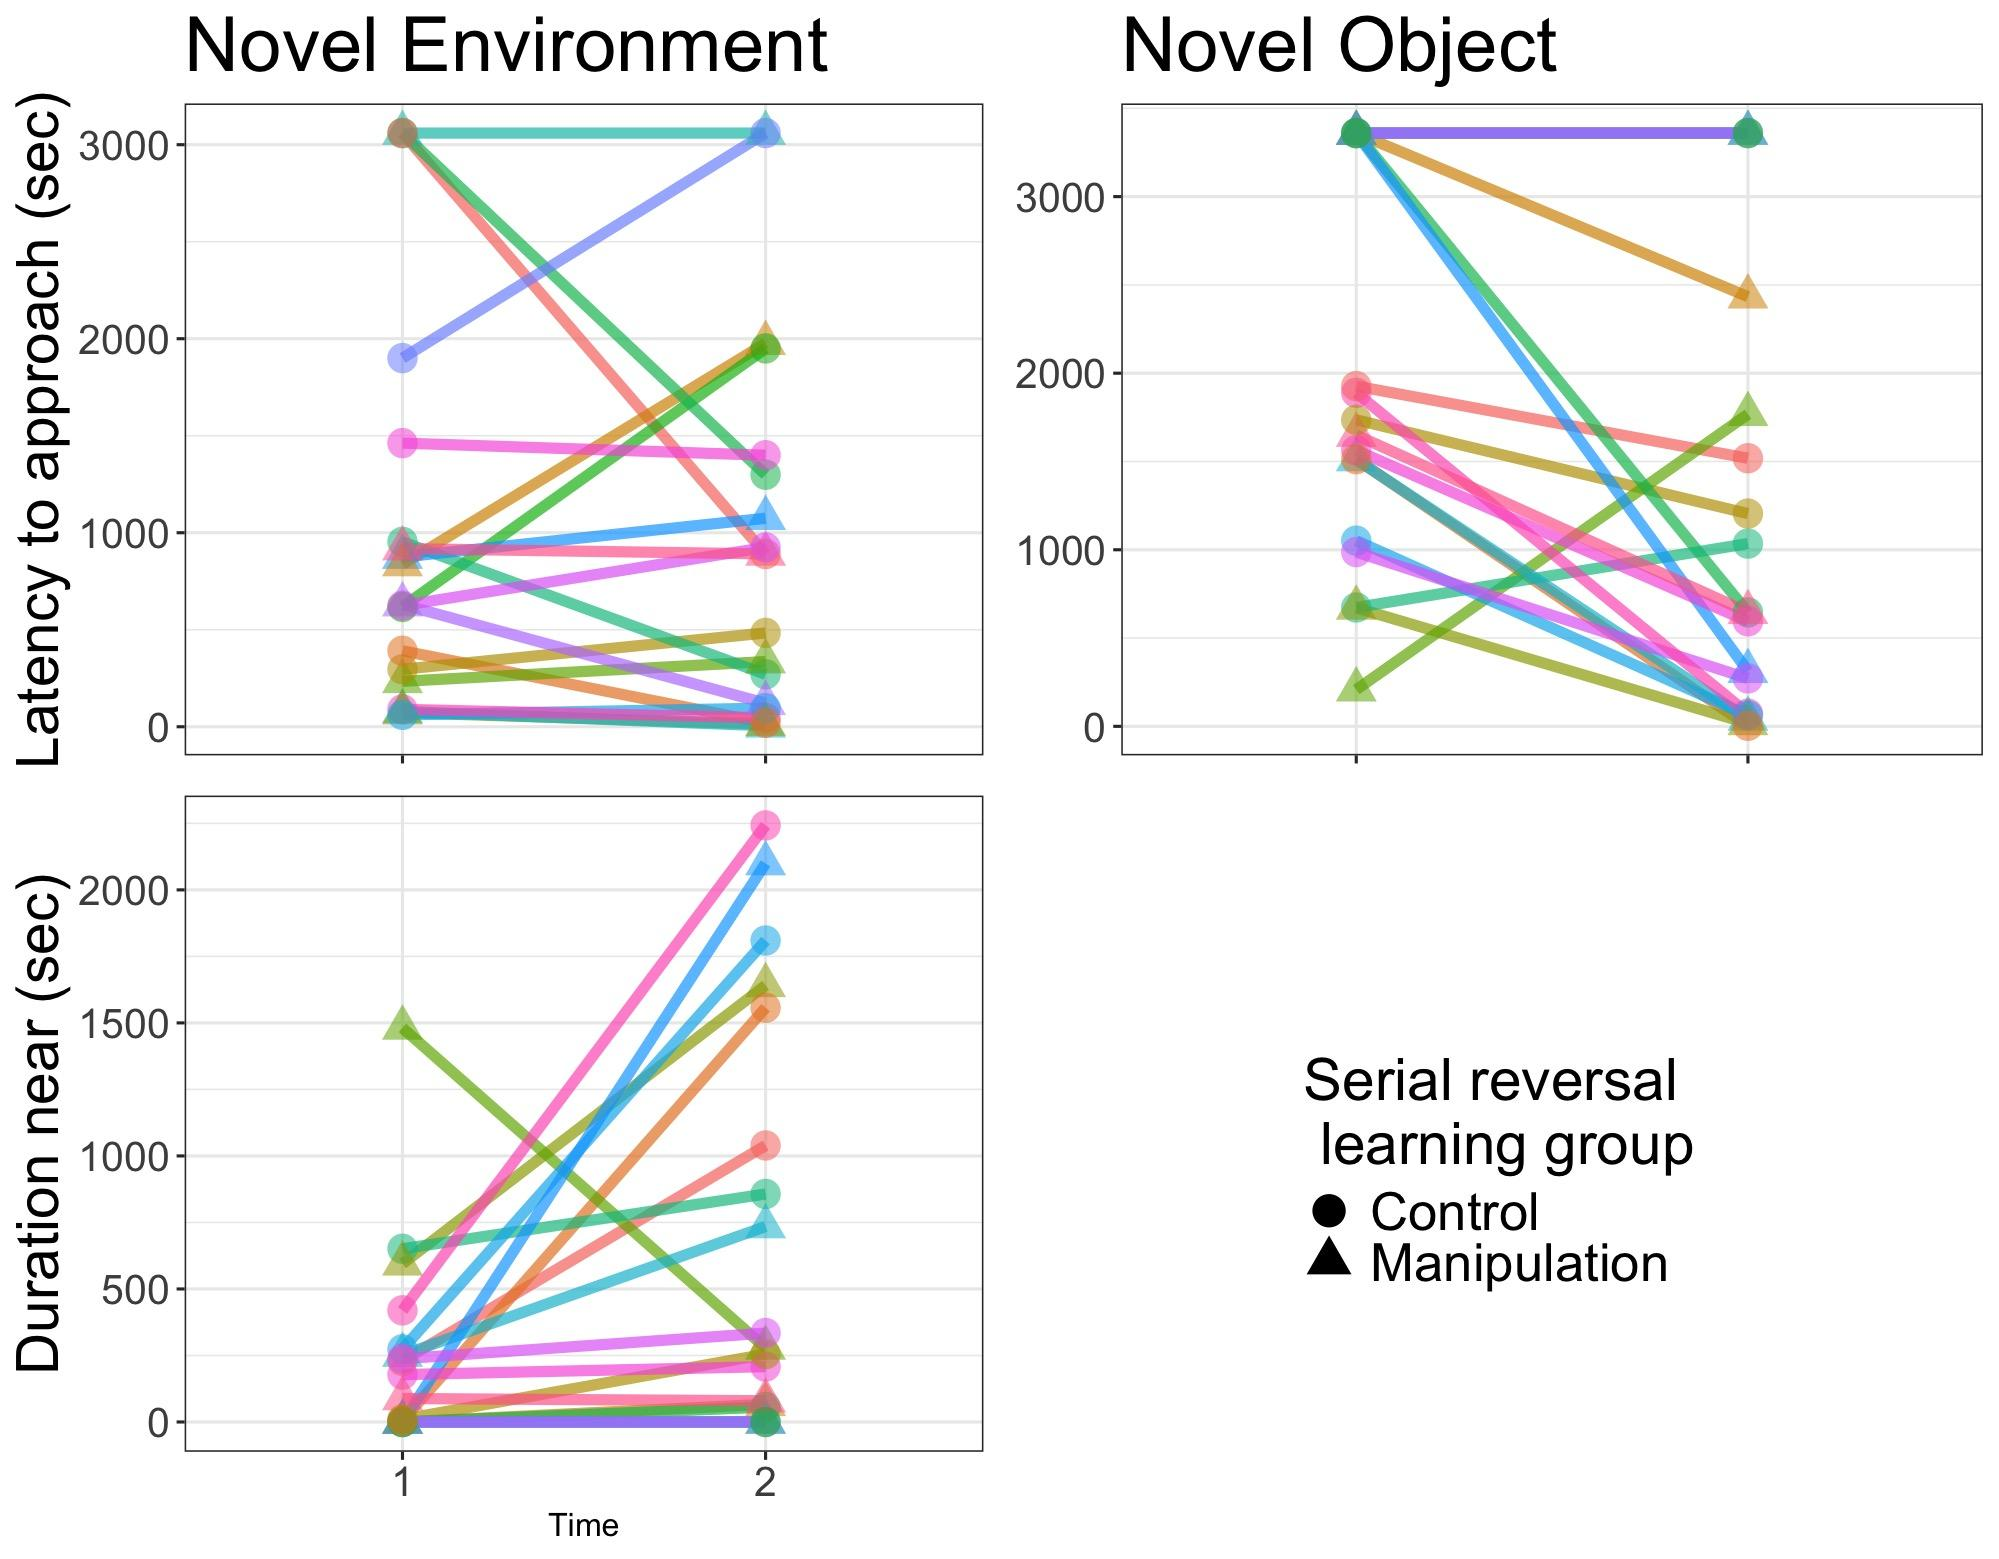 Novel Environment
Novel Object
Latency to approach (sec)
3000
2000
1000
0
3000
2000
1000
0
Duration near (sec)
2000
1500
1000
500
0
1
2
Time
Serial reversal
learning group
Control
Manipulation